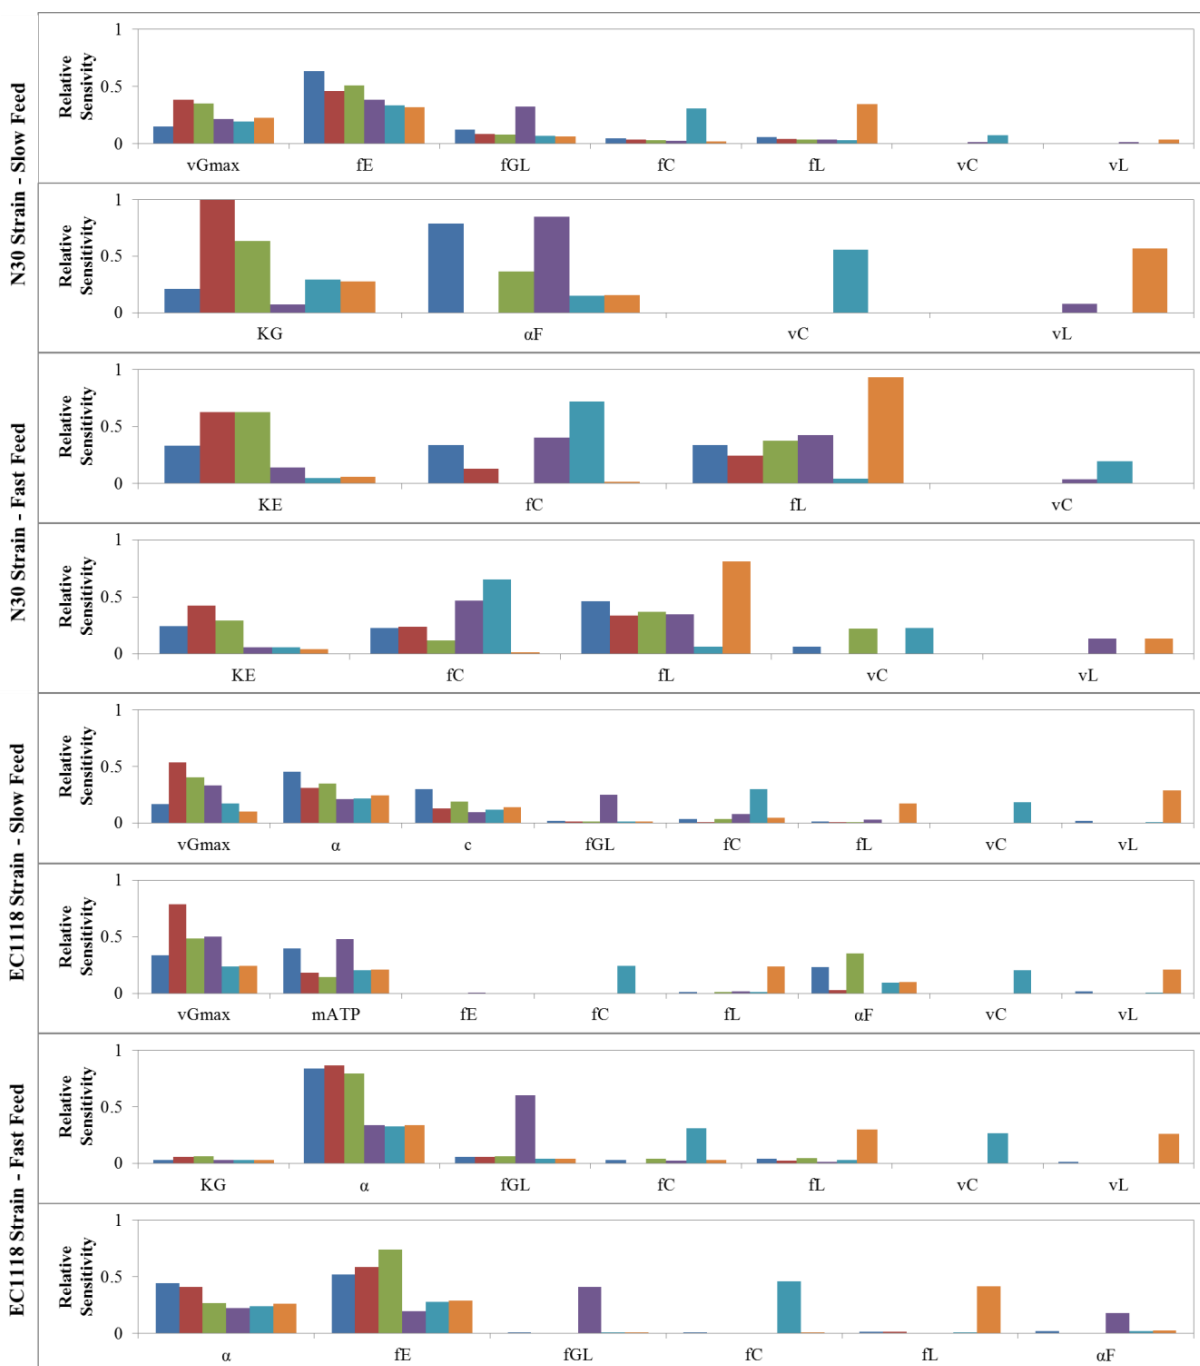 N30 Strain - Slow Feed
Relative Sensitivity
1
0.5
0
vGmax fE fGL fC fL vC vL
Relative Sensitivity
1
0.5
0
KG αF vC vL
N30 Strain - Fast Feed
Relative Sensitivity
1
0.5
0
KE fC fL vC
Relative Sensitivity
1
0.5
0
KE fC fL vC vL
EC1118 Strain - Slow Feed
Relative Sensitivity
1
0.5
0
vGmax α c fGL fC fL vC vL
Relative Sensitivity
1
0.5
0
vGmax mATP fE fC fL αF vC vL
EC1118 Strain - Fast Feed
Relative Sensitivity
1
0.5
0
KG α fGL fC fL vC vL
Relative Sensitivity
1
0.5
0
α fE fGL fC fL αF